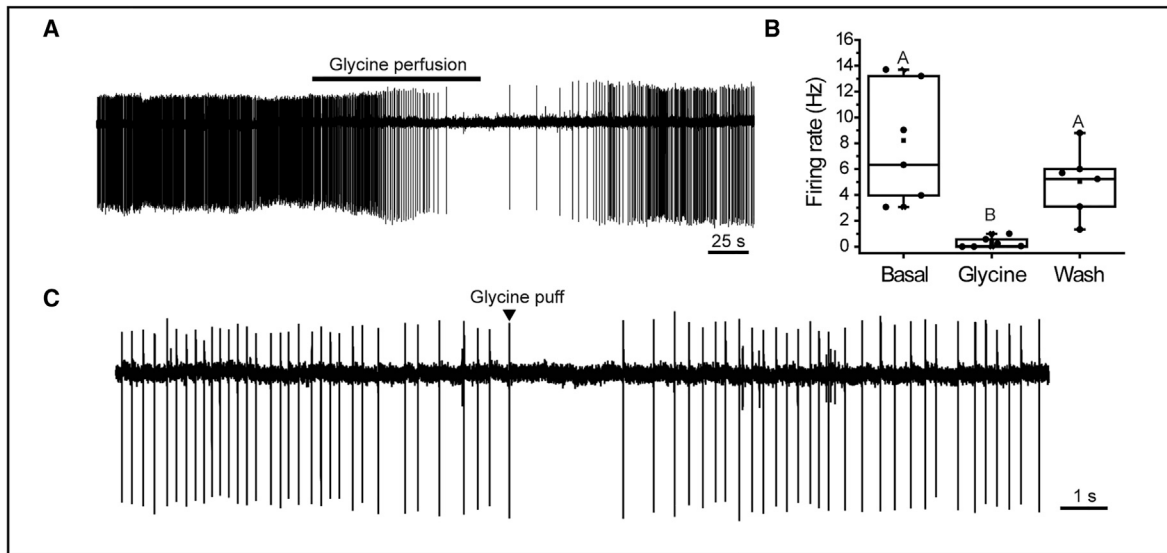 A
Glycine perfusion
25 s
B
Firing rate (Hz)
16
14
12
10
8
6
4
2
0
A
B
A
Basal
Glycine
Wash
C
Glycine puff
1 s